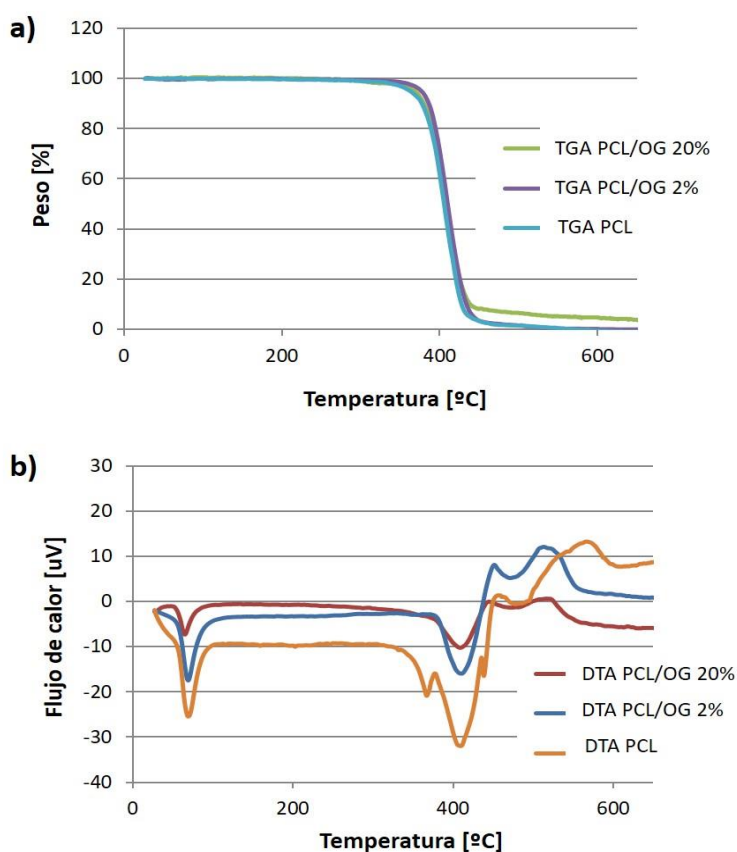 a)
120
100
80
60
40
20
0
Peso [%]
TGA PCL/OG 20%
TGA PCL/OG 2%
TGA PCL
0 200 400 600
Temperatura [ºC]
b)
30
20
10
0
-10
-20
-30
-40
Flujo de calor [uV]
DTA PCL/OG 20%
DTA PCL/OG 2%
DTA PCL
0 200 400 600
Temperatura [ºC]